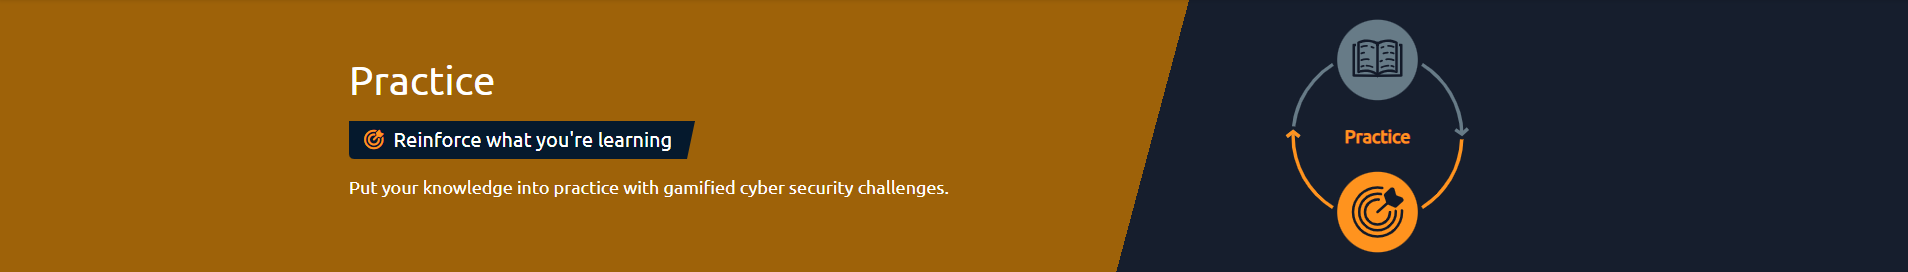 Practice
Reinforce what you're learning
Put your knowledge into practice with gamified cyber security challenges.
Practice